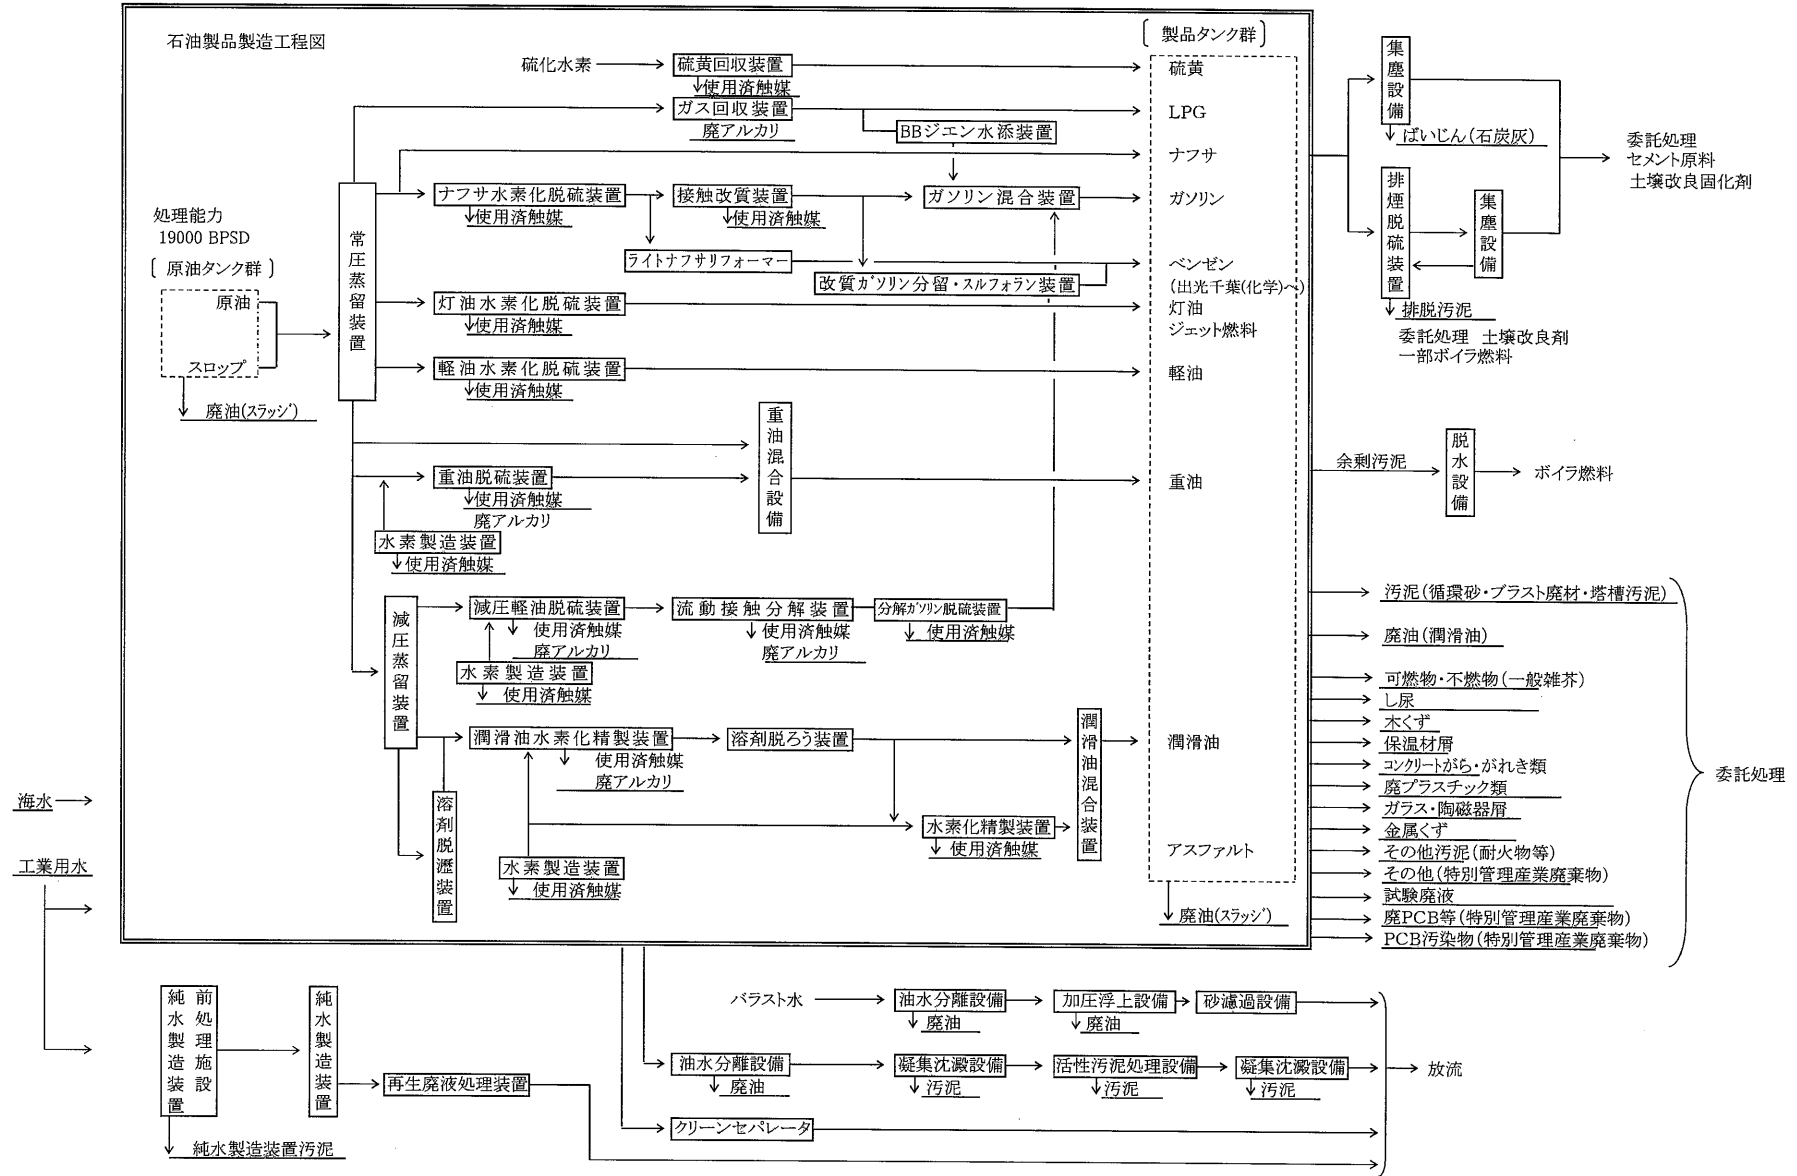 石油製品製造工程図
〔 製品タンク群 〕
硫化水素
硫黄回収装置
使用済触媒
硫黄
ガス回収装置
廃アルカリ
LPG
BBジエン水添装置
ナフサ
ナフサ水素化脱硫装置
使用済触媒
接触改質装置
使用済触媒
ガソリン混合装置
ガソリン
処理能力
19000 BPSD
〔 原油タンク群 〕
原油
スロップ
廃油(スラッジ)
常圧蒸留装置
ライトナフサリフォーマー
改質ガソリン分留・スルフォラン装置
ベンゼン
(出光千葉(化学)へ)
灯油水素化脱硫装置
使用済触媒
灯油
ジェット燃料
軽油水素化脱硫装置
使用済触媒
軽油
重油混合設備
重油脱硫装置
使用済触媒
廃アルカリ
重油
水素製造装置
使用済触媒
減圧蒸留装置
減圧軽油脱硫装置
使用済触媒
廃アルカリ
流動接触分解装置
使用済触媒
廃アルカリ
分解ガソリン脱硫装置
使用済触媒
水素製造装置
使用済触媒
潤滑油水素化精製装置
使用済触媒
廃アルカリ
溶剤脱ろう装置
潤滑油混合装置
潤滑油
溶剤脱瀝装置
水素化精製装置
使用済触媒
水素製造装置
使用済触媒
アスファルト
廃油(スラッジ)
集塵設備
ばいじん(石炭灰)
排煙脱硫装置
集塵設備
排脱汚泥
委託処理 土壌改良剤
一部ボイラ燃料
委託処理
セメント原料
土壌改良固化剤
余剰汚泥
脱水設備
ボイラ燃料
汚泥(循環砂・ブラスト廃材・塔槽汚泥)
廃油(潤滑油)
可燃物・不燃物(一般雑芥)
し尿
木くず
保温材屑
コンクリートがら・がれき類
廃プラスチック類
ガラス・陶磁器屑
金属くず
その他汚泥(耐火物等)
その他(特別管理産業廃棄物)
試験廃液
廃PCB等(特別管理産業廃棄物)
PCB汚染物(特別管理産業廃棄物)
委託処理
海水
工業用水
前処理施設
純水製造装置
純水製造装置汚泥
純水製造装置
再生廃液処理装置
バラスト水
油水分離設備
廃油
加圧浮上設備
廃油
砂濾過設備
油水分離設備
廃油
凝集沈澱設備
汚泥
活性汚泥処理設備
汚泥
凝集沈澱設備
汚泥
クリーンセパレータ
放流